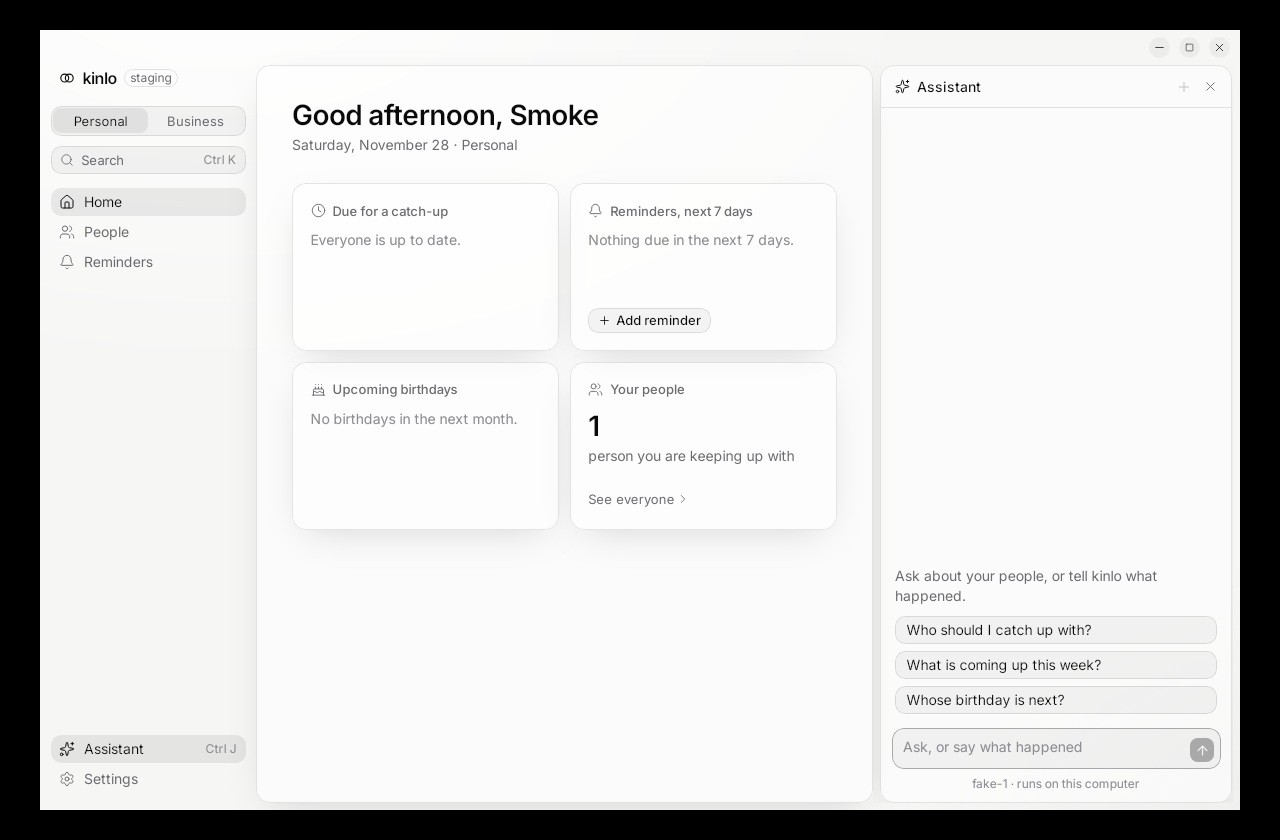 kinlo staging
Personal Business
Search Ctrl K
Home
People
Reminders
Assistant Ctrl J
Settings
Good afternoon, Smoke
Saturday, November 28 · Personal
Due for a catch-up
Everyone is up to date.
Reminders, next 7 days
Nothing due in the next 7 days.
Add reminder
Upcoming birthdays
No birthdays in the next month.
Your people
1
person you are keeping up with
See everyone
Assistant
Ask about your people, or tell kinlo what
happened.
Who should I catch up with?
What is coming up this week?
Whose birthday is next?
Ask, or say what happened
fake-1 · runs on this computer